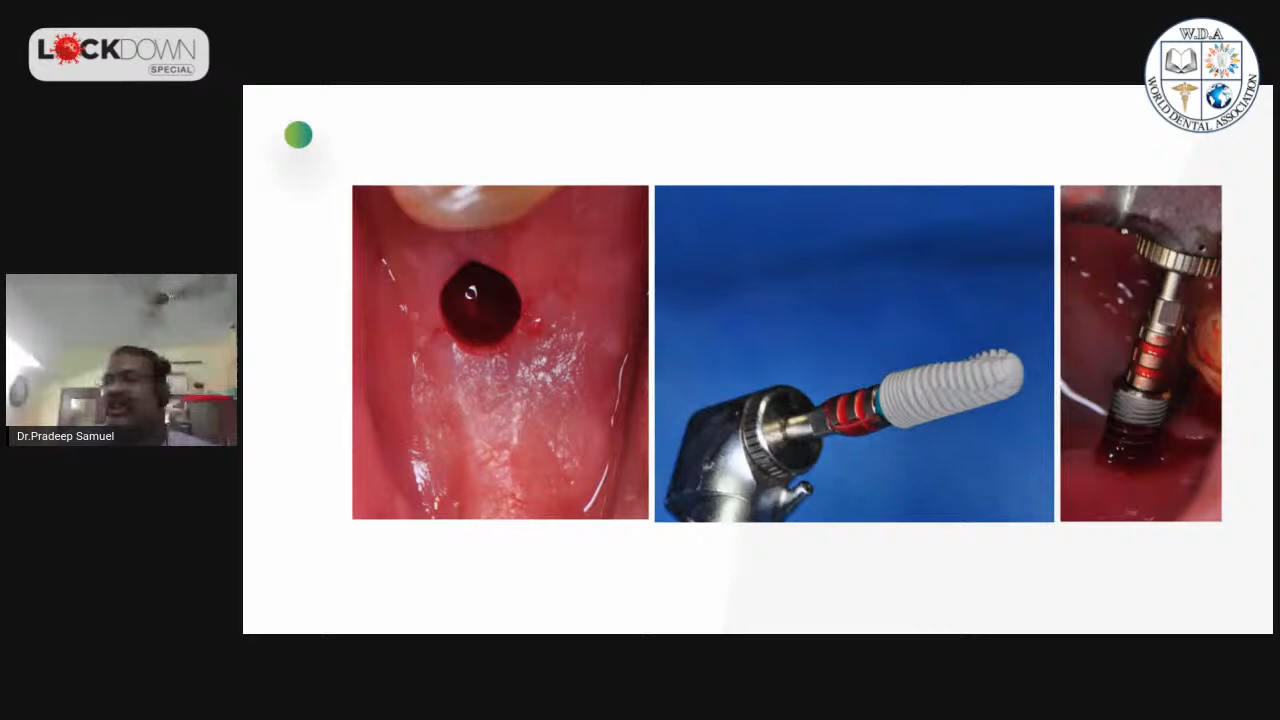 LOCKDOWN
SPECIAL
W.D.A
WORLD DENTAL ASSOCIATION
Dr.Pradeep Samuel